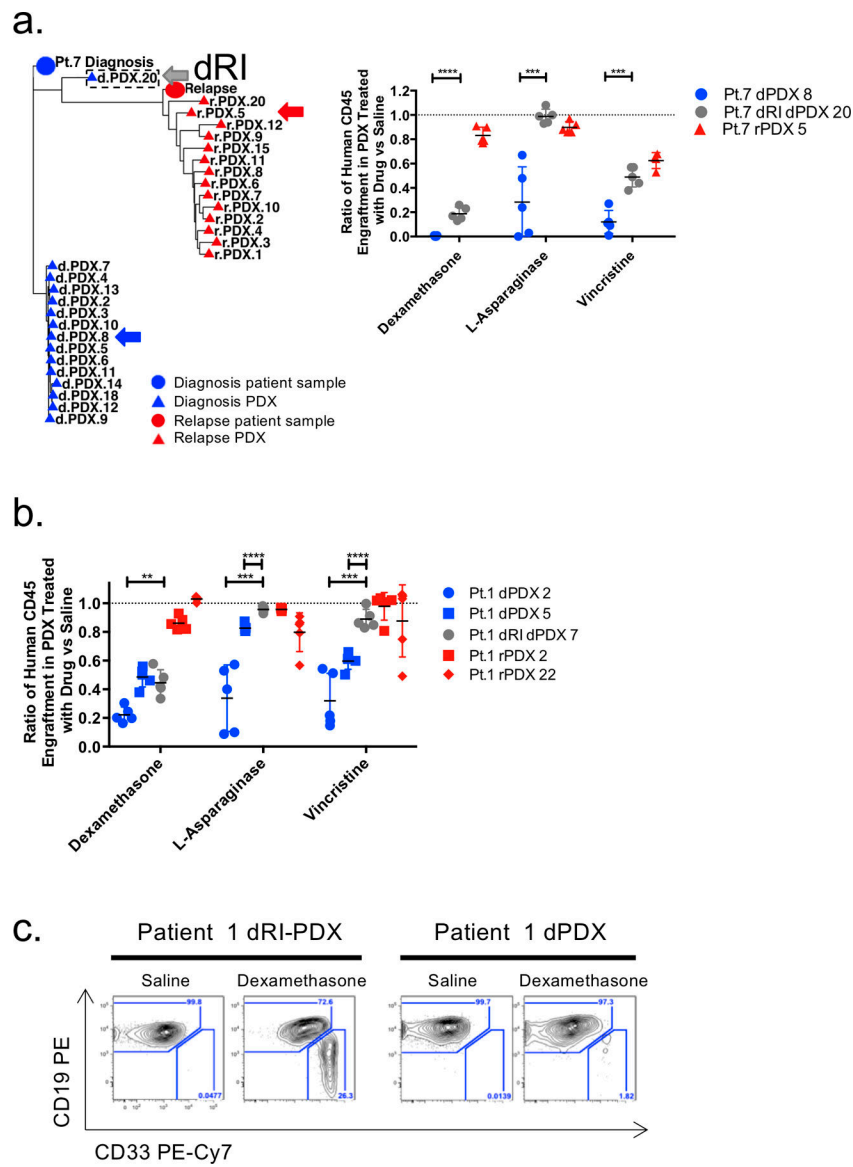 a.
Pt.7 Diagnosis
d.PDX.20
dRI
Relapse
r.PDX.20
r.PDX.5
r.PDX.12
r.PDX.9
r.PDX.15
r.PDX.11
r.PDX.8
r.PDX.6
r.PDX.7
r.PDX.10
r.PDX.2
r.PDX.4
r.PDX.3
r.PDX.1
d.PDX.7
d.PDX.4
d.PDX.13
d.PDX.2
d.PDX.3
d.PDX.10
d.PDX.8
d.PDX.5
d.PDX.6
d.PDX.11
d.PDX.14
d.PDX.18
d.PDX.12
d.PDX.9
Diagnosis patient sample
Diagnosis PDX
Relapse patient sample
Relapse PDX
Ratio of Human CD45
Engraftment in PDX Treated
with Drug vs Saline
1.2
1.0
0.8
0.6
0.4
0.2
0.0
****
***
***
Dexamethasone
L-Asparaginase
Vincristine
Pt.7 dPDX 8
Pt.7 dRI dPDX 20
Pt.7 rPDX 5
b.
Ratio of Human CD45
Engraftment in PDX Treated
with Drug vs Saline
1.0
0.8
0.6
0.4
0.2
0.0
**
****
***
****
***
Dexamethasone
L-Asparaginase
Vincristine
Pt.1 dPDX 2
Pt.1 dPDX 5
Pt.1 dRI dPDX 7
Pt.1 rPDX 2
Pt.1 rPDX 22
c.
Patient 1 dRI-PDX
Patient 1 dPDX
Saline
Dexamethasone
Saline
Dexamethasone
99.8
0.0477
72.6
26.3
99.7
0.0139
97.3
1.82
CD19 PE
CD33 PE-Cy7